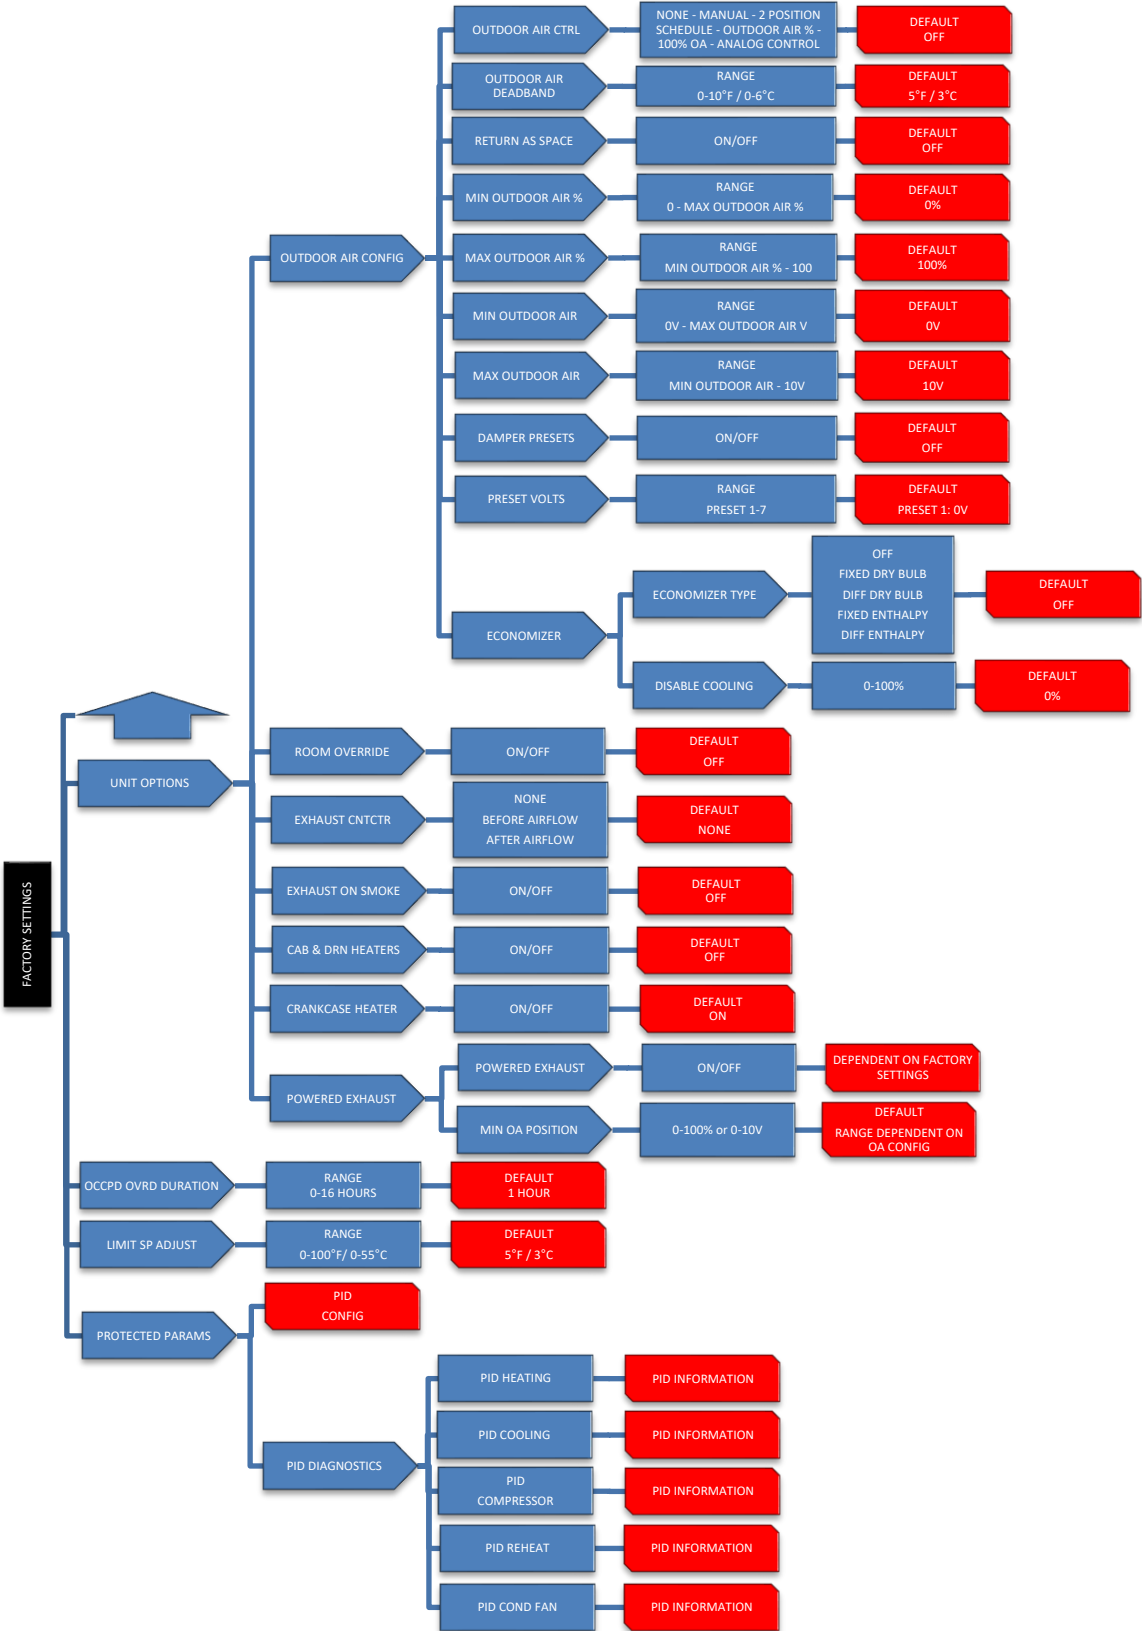 OUTDOOR AIR CTRL
NONE - MANUAL - 2 POSITION
SCHEDULE - OUTDOOR AIR % -
100% OA - ANALOG CONTROL
DEFAULT
OFF
OUTDOOR AIR
DEADBAND
RANGE
0-10°F / 0-6°C
DEFAULT
5°F / 3°C
RETURN AS SPACE
ON/OFF
DEFAULT
OFF
MIN OUTDOOR AIR %
RANGE
0 - MAX OUTDOOR AIR %
DEFAULT
0%
OUTDOOR AIR CONFIG
MAX OUTDOOR AIR %
RANGE
MIN OUTDOOR AIR % - 100
DEFAULT
100%
MIN OUTDOOR AIR
RANGE
0V - MAX OUTDOOR AIR V
DEFAULT
0V
MAX OUTDOOR AIR
RANGE
MIN OUTDOOR AIR - 10V
DEFAULT
10V
DAMPER PRESETS
ON/OFF
DEFAULT
OFF
PRESET VOLTS
RANGE
PRESET 1-7
DEFAULT
PRESET 1: 0V
ECONOMIZER
ECONOMIZER TYPE
OFF
FIXED DRY BULB
DIFF DRY BULB
FIXED ENTHALPY
DIFF ENTHALPY
DEFAULT
OFF
DISABLE COOLING
0-100%
DEFAULT
0%
UNIT OPTIONS
ROOM OVERRIDE
ON/OFF
DEFAULT
OFF
EXHAUST CNTCTR
NONE
BEFORE AIRFLOW
AFTER AIRFLOW
DEFAULT
NONE
EXHAUST ON SMOKE
ON/OFF
DEFAULT
OFF
FACTORY SETTINGS
CAB & DRN HEATERS
ON/OFF
DEFAULT
OFF
CRANKCASE HEATER
ON/OFF
DEFAULT
ON
POWERED EXHAUST
POWERED EXHAUST
ON/OFF
DEPENDENT ON FACTORY
SETTINGS
MIN OA POSITION
0-100% or 0-10V
DEFAULT
RANGE DEPENDENT ON
OA CONFIG
OCCPD OVRD DURATION
RANGE
0-16 HOURS
DEFAULT
1 HOUR
LIMIT SP ADJUST
RANGE
0-100°F/ 0-55°C
DEFAULT
5°F / 3°C
PROTECTED PARAMS
PID
CONFIG
PID DIAGNOSTICS
PID HEATING
PID INFORMATION
PID COOLING
PID INFORMATION
PID
COMPRESSOR
PID INFORMATION
PID REHEAT
PID INFORMATION
PID COND FAN
PID INFORMATION